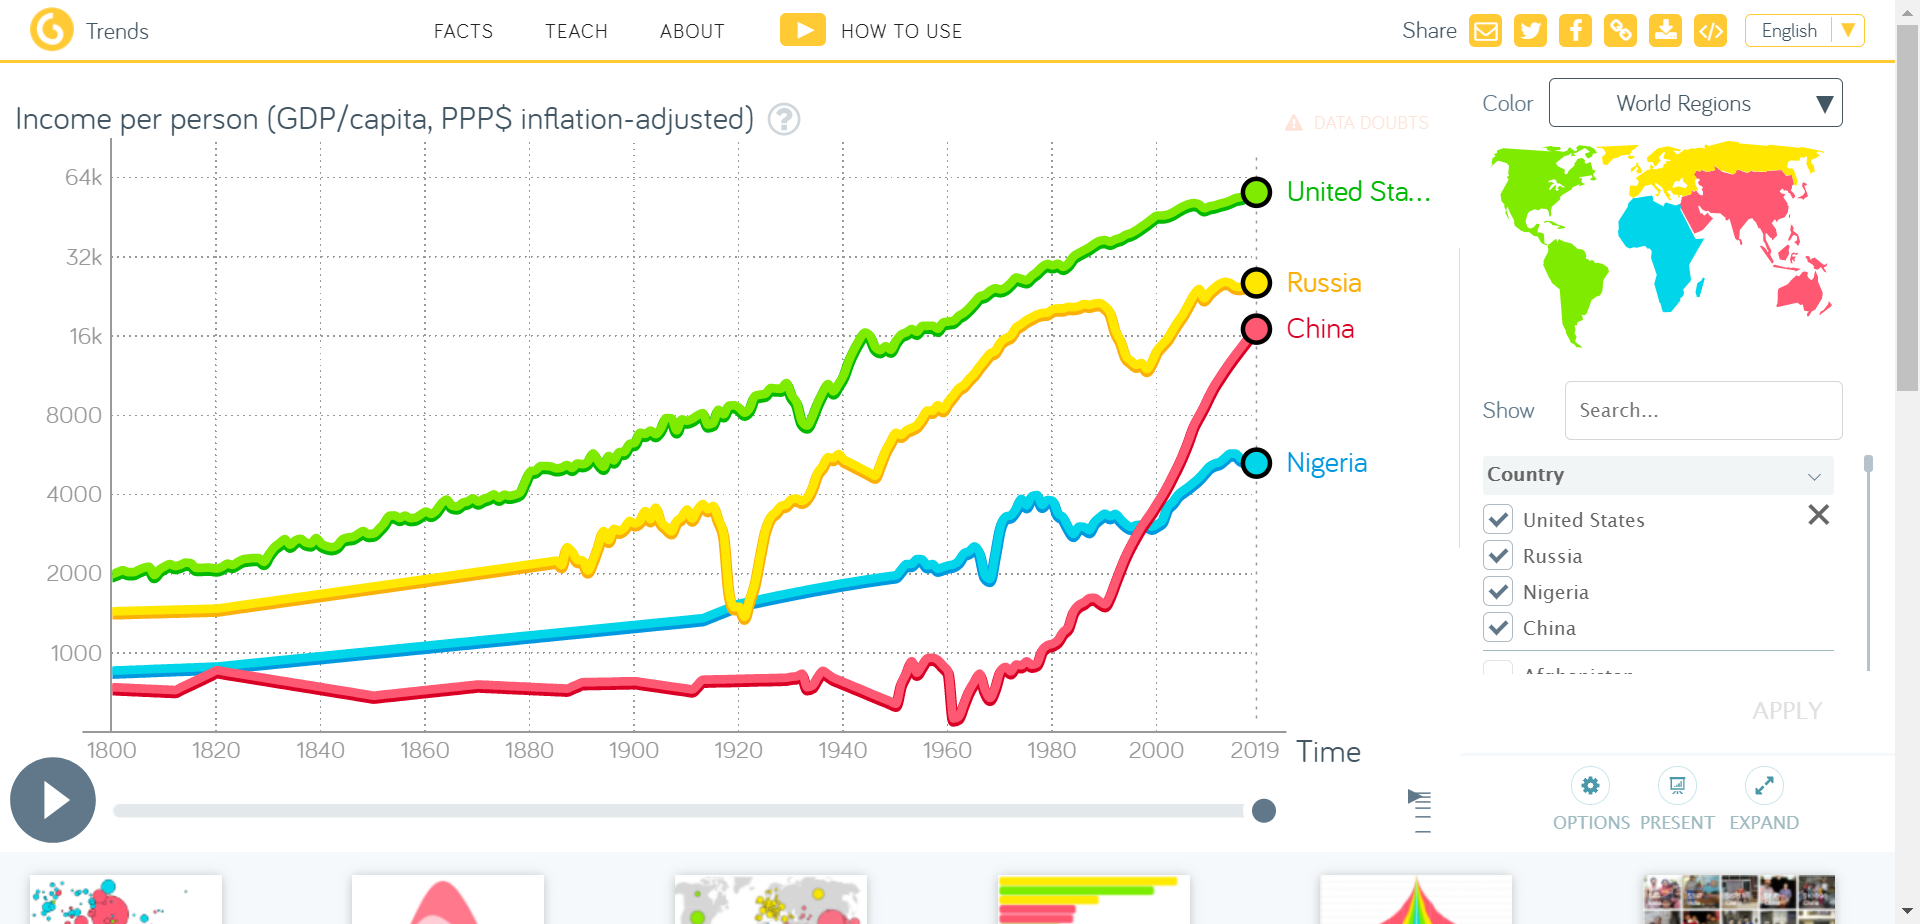 Trends
FACTS
TEACH
ABOUT
HOW TO USE
Share
English
Income per person (GDP/capita, PPP$ inflation-adjusted)
?
DATA DOUBTS
Color
World Regions
64k
32k
16k
8000
4000
2000
1000
United Sta...
Russia
China
Nigeria
1800 1820 1840 1860 1880 1900 1920 1940 1960 1980 2000 2019
Time
Show
Search...
Country
United States
Russia
Nigeria
China
APPLY
OPTIONS
PRESENT
EXPAND